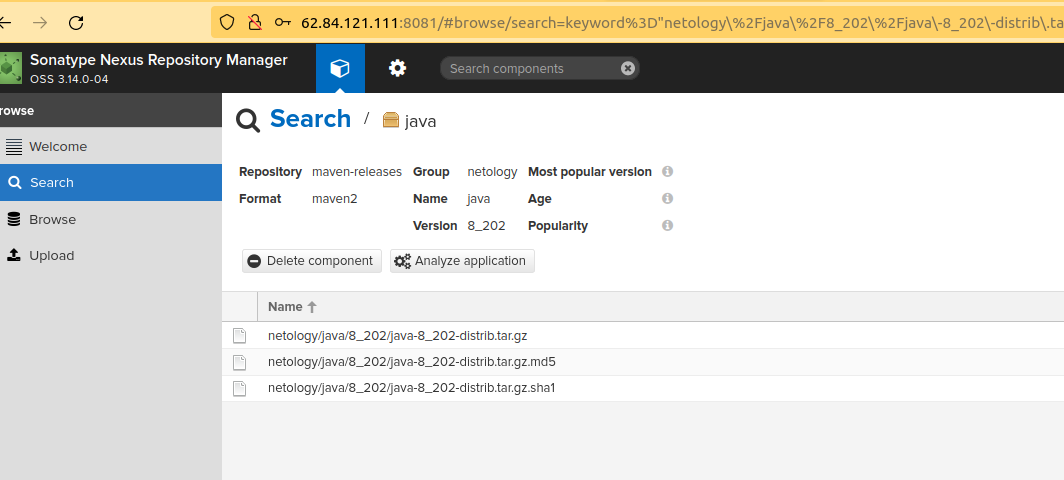 62.84.121.111:8081/#browse/search=keyword%3D"netology\%2Fjava\%2F8_202\%2Fjava\-8_202\-distrib\.ta
Sonatype Nexus Repository Manager
OSS 3.14.0-04
Search components
rowse
Search / java
Welcome
Repository maven-releases Group netology Most popular version
Search
Format maven2 Name java Age
Browse
Version 8_202 Popularity
Upload
Delete component Analyze application
Name
netology/java/8_202/java-8_202-distrib.tar.gz
netology/java/8_202/java-8_202-distrib.tar.gz.md5
netology/java/8_202/java-8_202-distrib.tar.gz.sha1